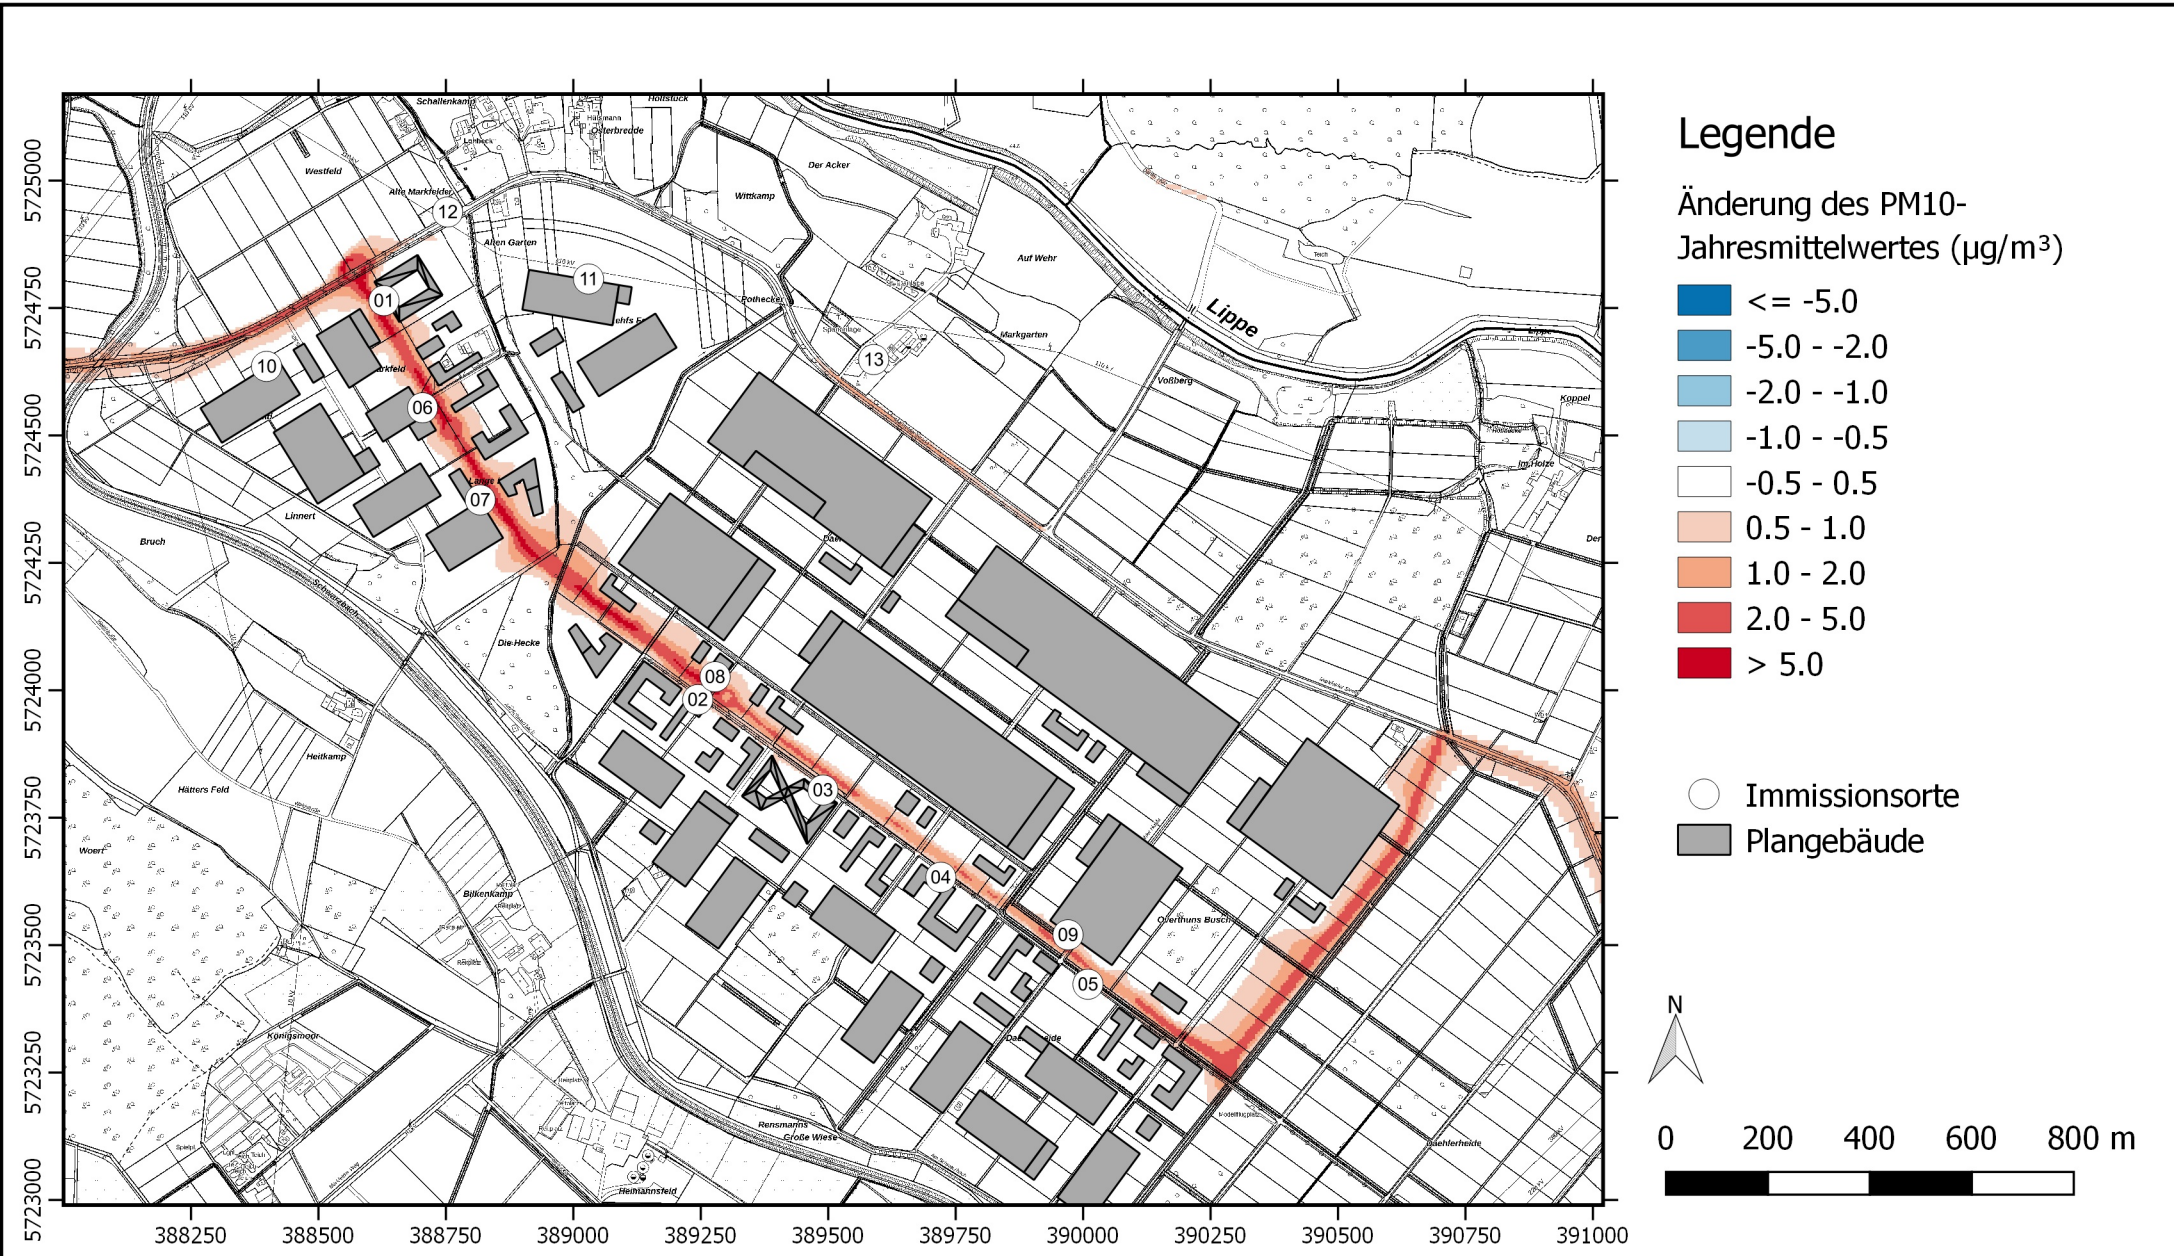 Legende
Änderung des PM10-
Jahresmittelwertes (µg/m³)
<= -5.0
-5.0 - -2.0
-2.0 - -1.0
-1.0 - -0.5
-0.5 - 0.5
0.5 - 1.0
1.0 - 2.0
2.0 - 5.0
> 5.0
Immissionsorte
Plangebäude
N
0 200 400 600 800 m
5725000
5724750
5724500
5724250
5724000
5723750
5723500
5723250
5723000
388250 388500 388750 389000 389250 389500 389750 390000 390250 390500 390750 391000
Schallenkamp
Hollstück
Osterbredde
Westfeld
Alte Markfelder
Der Acker
Wittkamp
12
Alten Garten
Auf Wehr
Teich
11
01
Pothecker
Lippe
Markgarten
13
10
Voßberg
Koppel
06
Im Holze
07
Linnert
Bruch
Schwarzbach
Die Hecke
08
02
Heitkamp
Hätters Feld
03
Woert
04
Bilkenkamp
Overthuns Busch
09
05
Königsmoor
Modellflugplatz
Rensmanns
Große Wiese
Daehlerheide
Heimannsfeld